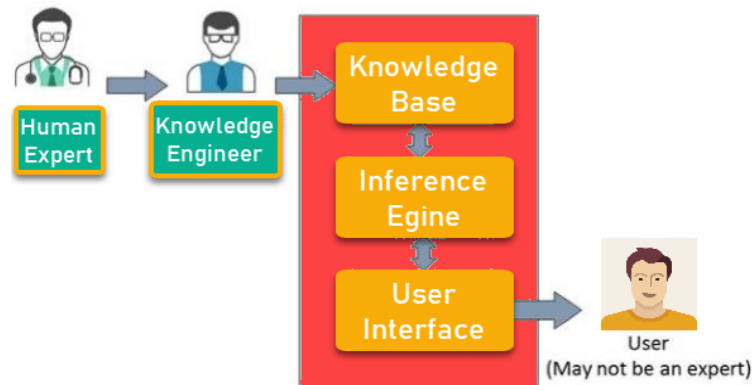 Human
Expert
Knowledge
Engineer
Knowledge
Base
Inference
Egine
User
Interface
User
(May not be an expert)